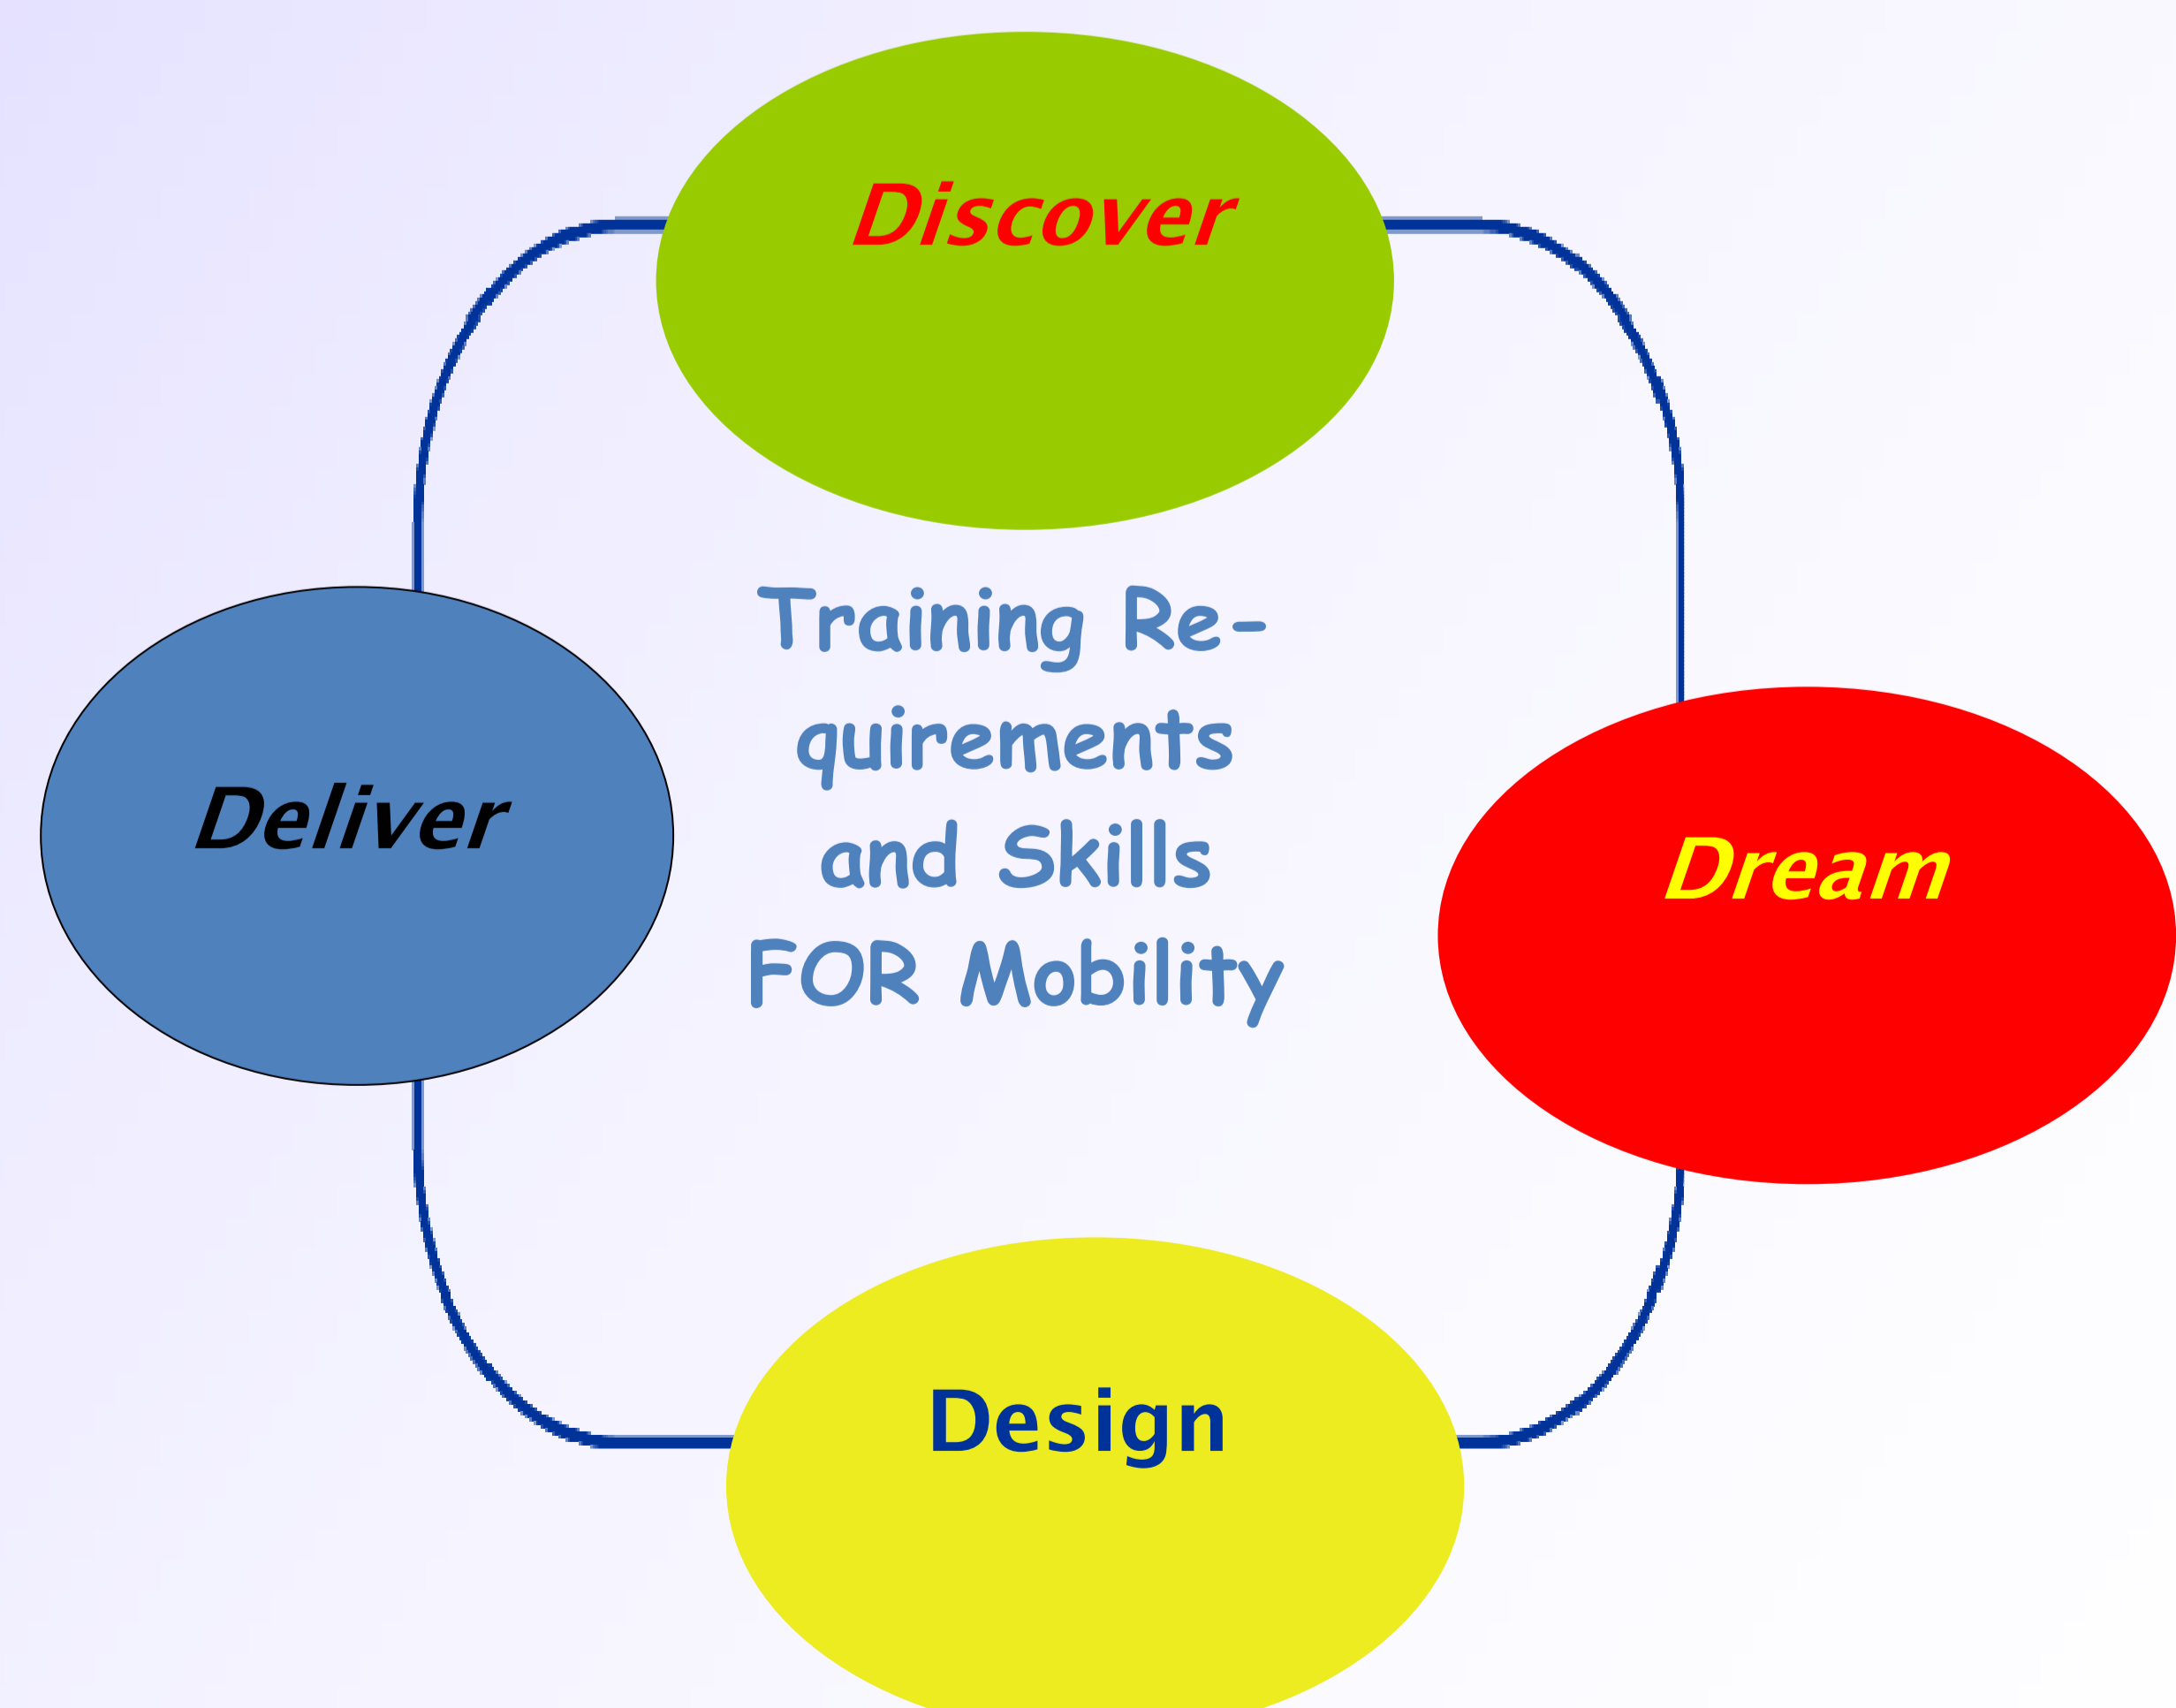 Discover
Training Re-
quirements
and Skills
FOR Mobility
Deliver
Dream
Design